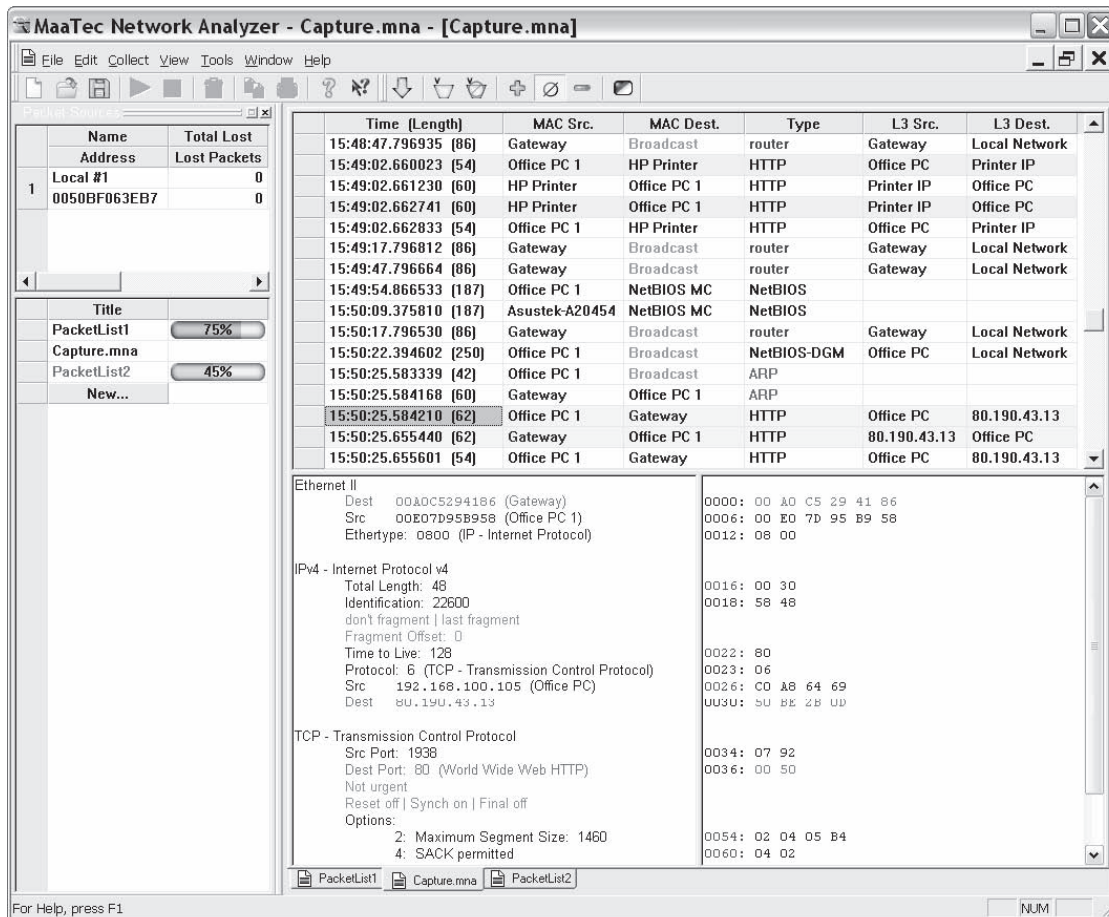 MaaTec Network Analyzer - Capture.mna - [Capture.mna]
File Edit Collect View Tools Window Help
Packet Sources
Name Total Lost
Address Lost Packets
1 Local #1 0
0050BF063EB7 0
Title
PacketList1 75%
Capture.mna
PacketList2 45%
New...
Time (Length) MAC Src. MAC Dest. Type L3 Src. L3 Dest.
15:48:47.796935 (86) Gateway Broadcast router Gateway Local Network
15:49:02.660023 (54) Office PC 1 HP Printer HTTP Office PC Printer IP
15:49:02.661230 (60) HP Printer Office PC 1 HTTP Printer IP Office PC
15:49:02.662741 (60) HP Printer Office PC 1 HTTP Printer IP Office PC
15:49:02.662833 (54) Office PC 1 HP Printer HTTP Office PC Printer IP
15:49:17.796812 (86) Gateway Broadcast router Gateway Local Network
15:49:47.796664 (86) Gateway Broadcast router Gateway Local Network
15:49:54.866533 (187) Office PC 1 NetBIOS MC NetBIOS
15:50:09.375810 (187) Asustek-A20454 NetBIOS MC NetBIOS
15:50:17.796530 (86) Gateway Broadcast router Gateway Local Network
15:50:22.394602 (250) Office PC 1 Broadcast NetBIOS-DGM Office PC Local Network
15:50:25.583339 (42) Office PC 1 Broadcast ARP
15:50:25.584168 (60) Gateway Office PC 1 ARP
15:50:25.584210 (62) Office PC 1 Gateway HTTP Office PC 80.190.43.13
15:50:25.655440 (62) Gateway Office PC 1 HTTP 80.190.43.13 Office PC
15:50:25.655601 (54) Office PC 1 Gateway HTTP Office PC 80.190.43.13
Ethernet II
Dest 00A0C5294186 (Gateway) 0000: 00 A0 C5 29 41 86
Src 00E07D95B958 (Office PC 1) 0006: 00 E0 7D 95 B9 58
Ethertype: 0800 (IP - Internet Protocol) 0012: 08 00
IPv4 - Internet Protocol v4
Total Length: 48 0016: 00 30
Identification: 22600 0018: 58 48
don't fragment | last fragment
Fragment Offset: 0
Time to Live: 128 0022: 80
Protocol: 6 (TCP - Transmission Control Protocol) 0023: 06
Src 192.168.100.105 (Office PC) 0026: C0 A8 64 69
Dest 80.190.43.13 0030: 50 BE 2B 0D
TCP - Transmission Control Protocol
Src Port: 1938 0034: 07 92
Dest Port: 80 (World Wide Web HTTP) 0036: 00 50
Not urgent
Reset off | Synch on | Final off
Options:
2: Maximum Segment Size: 1460 0054: 02 04 05 B4
4: SACK permitted 0060: 04 02
PacketList1 Capture.mna PacketList2
For Help, press F1 NUM